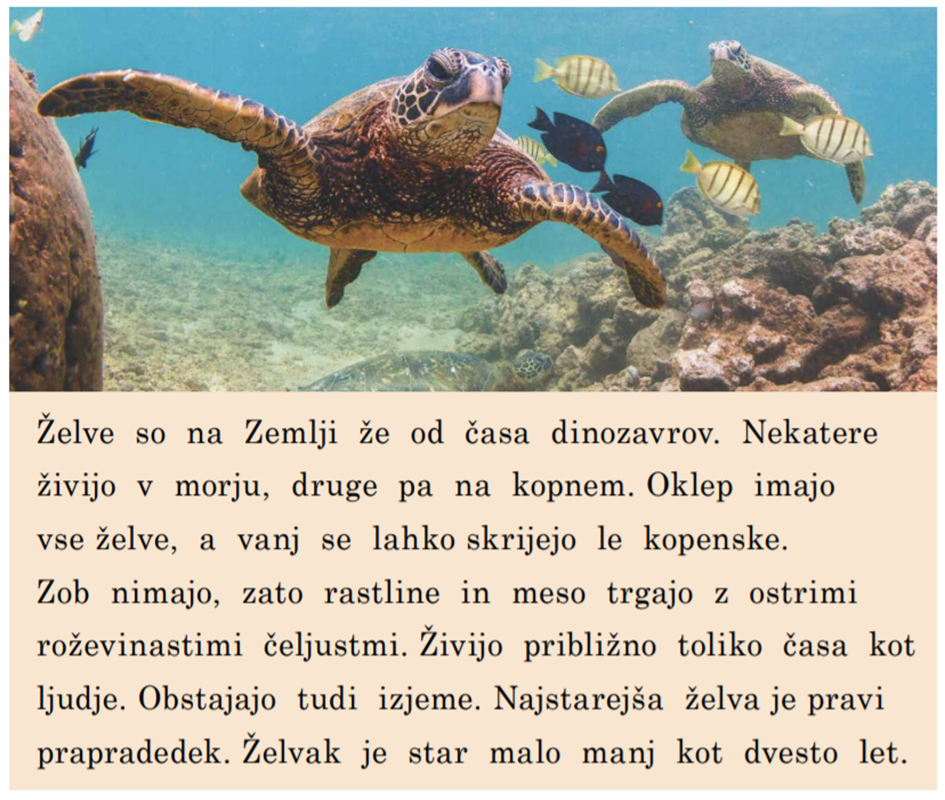 Želve so na Zemlji že od časa dinozavrov. Nekatere
živijo v morju, druge pa na kopnem. Oklep imajo
vse želve, a vanj se lahko skrijejo le kopenske.
Zob nimajo, zato rastline in meso trgajo z ostrimi
roževinastimi čeljustmi. Živijo približno toliko časa kot
ljudje. Obstajajo tudi izjeme. Najstarejša želva je pravi
prapradedek. Želvak je star malo manj kot dvesto let.